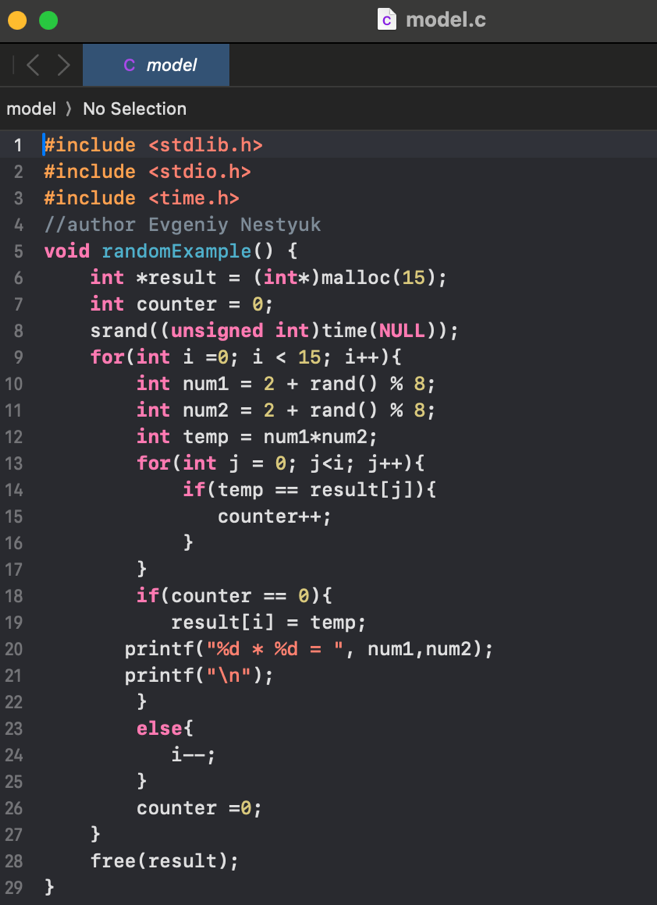 model.c
C model
model 〉 No Selection
1 #include <stdlib.h>
2 #include <stdio.h>
3 #include <time.h>
4 //author Evgeniy Nestyuk
5 void randomExample() {
6     int *result = (int*)malloc(15);
7     int counter = 0;
8     srand((unsigned int)time(NULL));
9     for(int i =0; i < 15; i++){
10         int num1 = 2 + rand() % 8;
11         int num2 = 2 + rand() % 8;
12         int temp = num1*num2;
13         for(int j = 0; j<i; j++){
14             if(temp == result[j]){
15                counter++;
16             }
17         }
18         if(counter == 0){
19            result[i] = temp;
20        printf("%d * %d = ", num1,num2);
21        printf("\n");
22         }
23         else{
24            i--;
25         }
26         counter =0;
27     }
28     free(result);
29 }